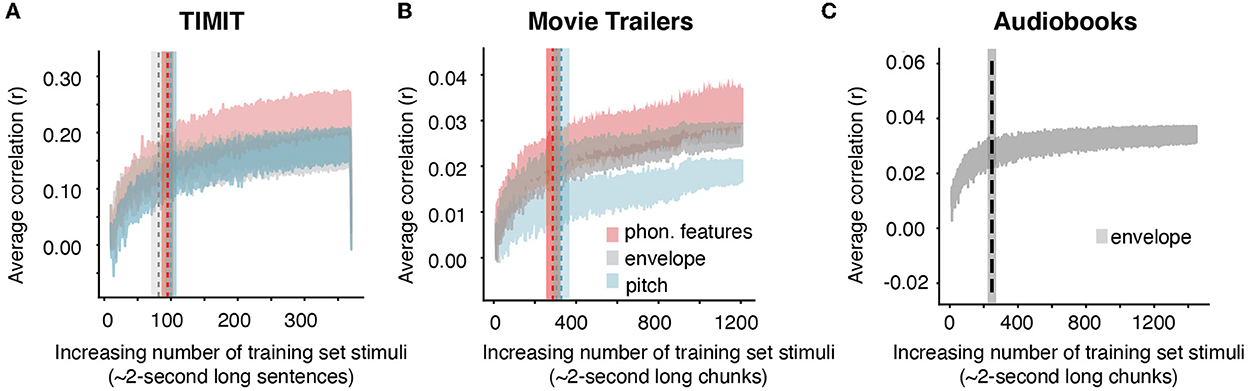 A
TIMIT
Average correlation (r)
0.30
0.20
0.10
0.00
0
100
200
300
Increasing number of training set stimuli
(~2-second long sentences)
B
Movie Trailers
Average correlation (r)
0.04
0.03
0.02
0.01
0.00
phon. features
envelope
pitch
0
400
800
1200
Increasing number of training set stimuli
(~2-second long chunks)
C
Audiobooks
Average correlation (r)
0.06
0.04
0.02
0.00
-0.02
envelope
0
400
800
1200
Increasing number of training set stimuli
(~2-second long chunks)